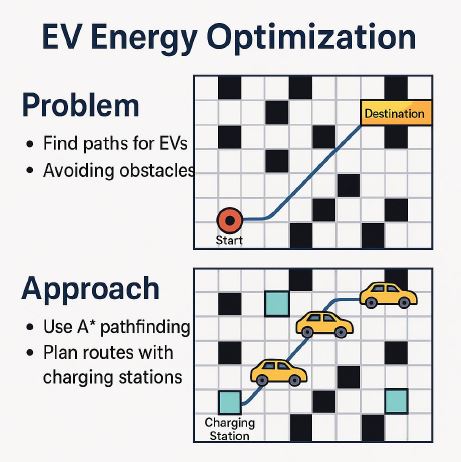 EV Energy Optimization
Problem
• Find paths for EVs
• Avoiding obstacles
Destination
Start
Approach
• Use A* pathfinding
• Plan routes with
charging stations
Charging
Station